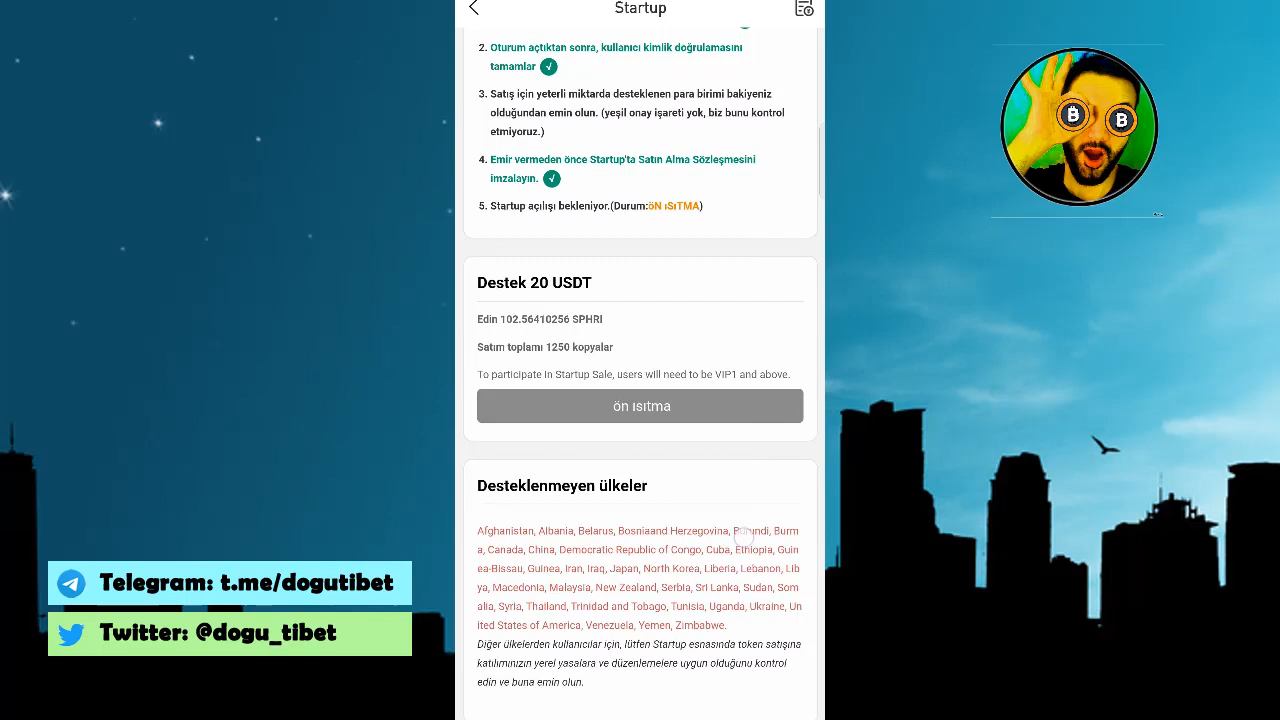 Startup
2. Oturum açtıktan sonra, kullanıcı kimlik doğrulamasını
tamamlar √
3. Satış için yeterli miktarda desteklenen para birimi bakiyeniz
olduğundan emin olun. (yeşil onay işareti yok, biz bunu kontrol
etmiyoruz.)
4. Emir vermeden önce Startup'ta Satın Alma Sözleşmesini
imzalayın. √
5. Startup açılışı bekleniyor.(Durum:öN ıSıTMA)
Destek 20 USDT
Edin 102.56410256 SPHRI
Satım toplamı 1250 kopyalar
To participate in Startup Sale, users will need to be VIP1 and above.
ön ısıtma
Desteklenmeyen ülkeler
Afghanistan, Albania, Belarus, Bosniaand Herzegovina, Burundi, Burm
a, Canada, China, Democratic Republic of Congo, Cuba, Ethiopia, Guin
ea-Bissau, Guinea, Iran, Iraq, Japan, North Korea, Liberia, Lebanon, Lib
ya, Macedonia, Malaysia, New Zealand, Serbia, Sri Lanka, Sudan, Som
alia, Syria, Thailand, Trinidad and Tobago, Tunisia, Uganda, Ukraine, Un
ited States of America, Venezuela, Yemen, Zimbabwe.
Diğer ülkelerden kullanıcılar için, lütfen Startup esnasında token satışına
katılımınızın yerel yasalara ve düzenlemelere uygun olduğunu kontrol
edin ve buna emin olun.
Telegram: t.me/dogutibet
Twitter: @dogu_tibet